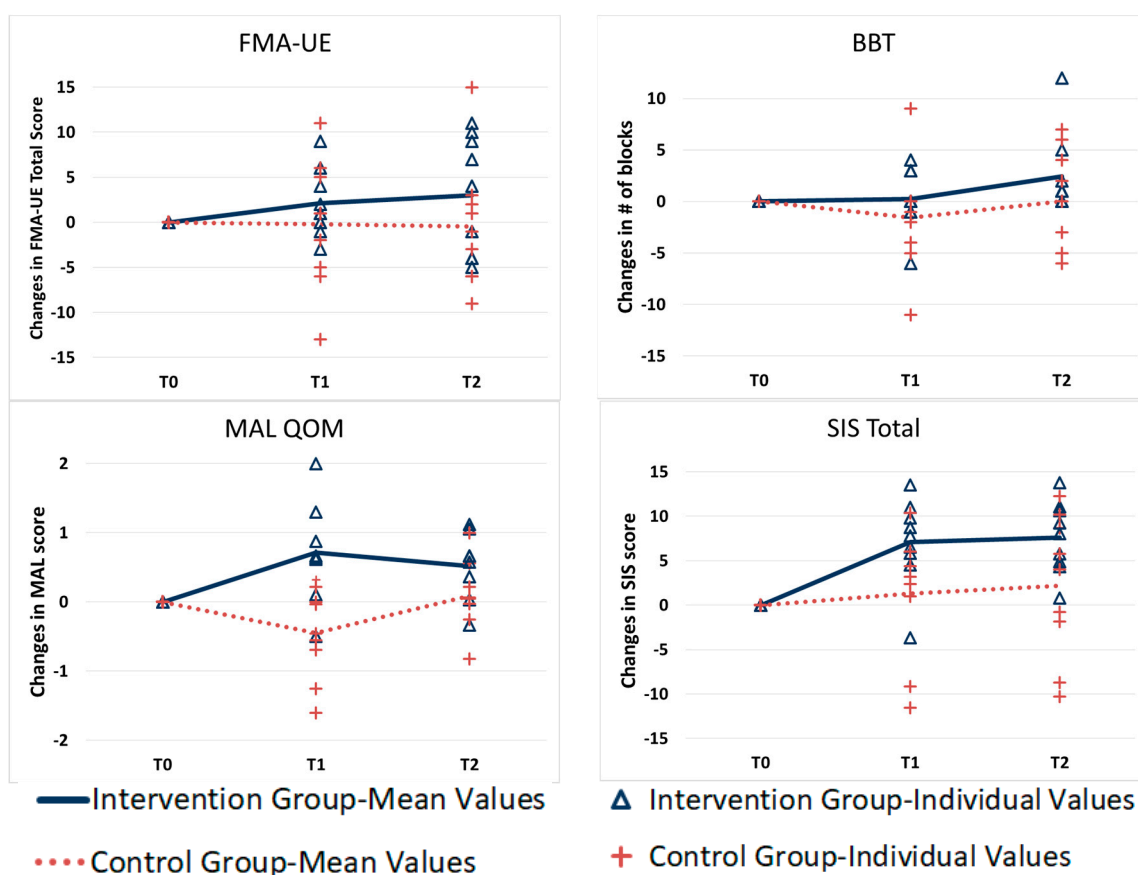 FMA-UE
Changes in FMA-UE Total Score
15
10
5
0
-5
-10
-15
T0 T1 T2
BBT
Changes in # of blocks
10
5
0
-5
-10
-15
T0 T1 T2
MAL QOM
Changes in MAL score
2
1
0
-1
-2
T0 T1 T2
SIS Total
Changes in SIS score
15
10
5
0
-5
-10
-15
T0 T1 T2
Intervention Group-Mean Values
Intervention Group-Individual Values
Control Group-Mean Values
Control Group-Individual Values